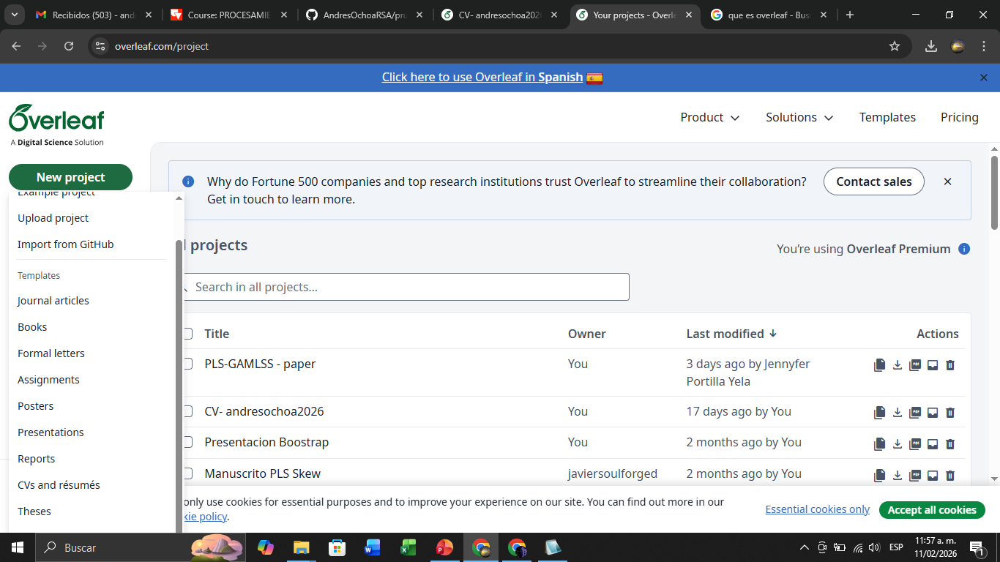 Recibidos (503) - and
Course: PROCESAMIE
AndresOchoaRSA/pru
CV- andresochoa202
Your projects - Overle
que es overleaf - Bus
overleaf.com/project
Click here to use Overleaf in Spanish
Overleaf
A Digital Science Solution
Product
Solutions
Templates
Pricing
New project
Example project
Upload project
Import from GitHub
Templates
Journal articles
Books
Formal letters
Assignments
Posters
Presentations
Reports
CVs and résumés
Theses
Why do Fortune 500 companies and top research institutions trust Overleaf to streamline their collaboration?
Get in touch to learn more.
Contact sales
projects
You're using Overleaf Premium
Search in all projects...
Title Owner Last modified Actions
PLS-GAMLSS - paper You 3 days ago by Jennyfer
Portilla Yela
CV- andresochoa2026 You 17 days ago by You
Presentacion Boostrap You 2 months ago by You
Manuscrito PLS Skew javiersoulforged 2 months ago by You
only use cookies for essential purposes and to improve your experience on our site. You can find out more in our
kie policy.
Essential cookies only
Accept all cookies
Buscar
ESP
11:57 a. m.
11/02/2026
1